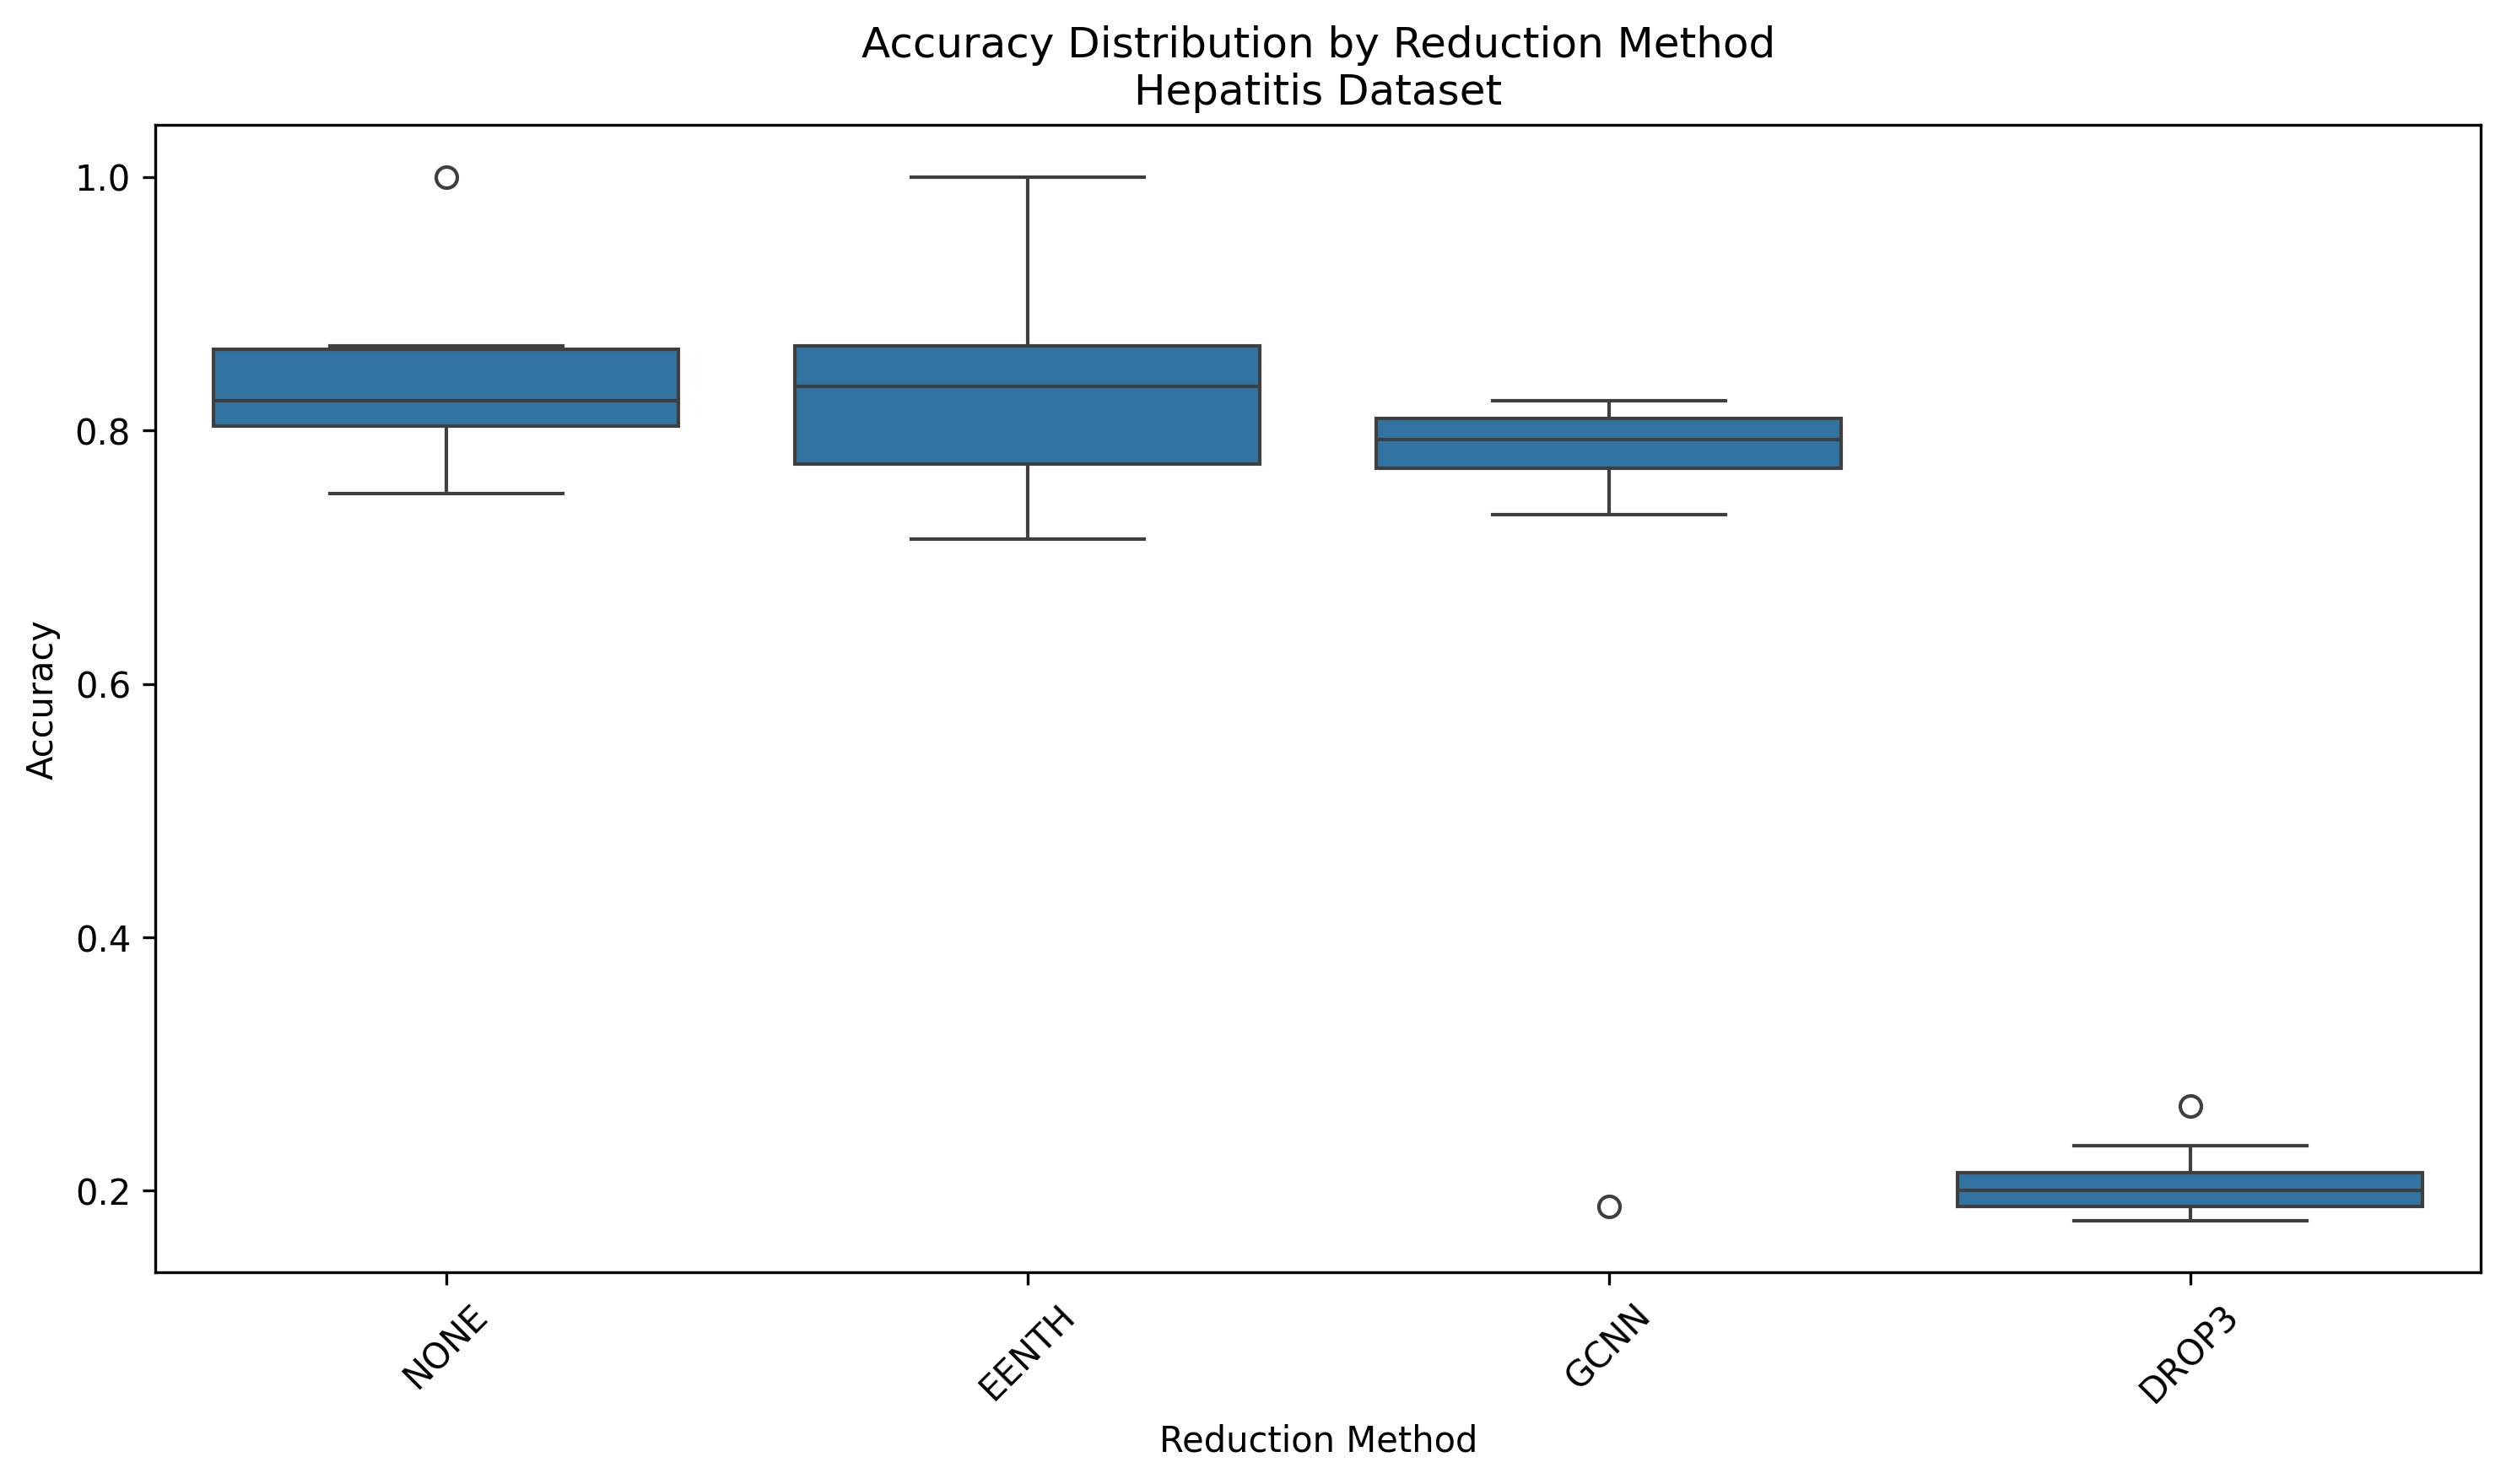 Accuracy Distribution by Reduction Method
Hepatitis Dataset
1.0
0.8
0.6
0.4
0.2
Accuracy
NONE
EENTH
GCNN
DROP3
Reduction Method